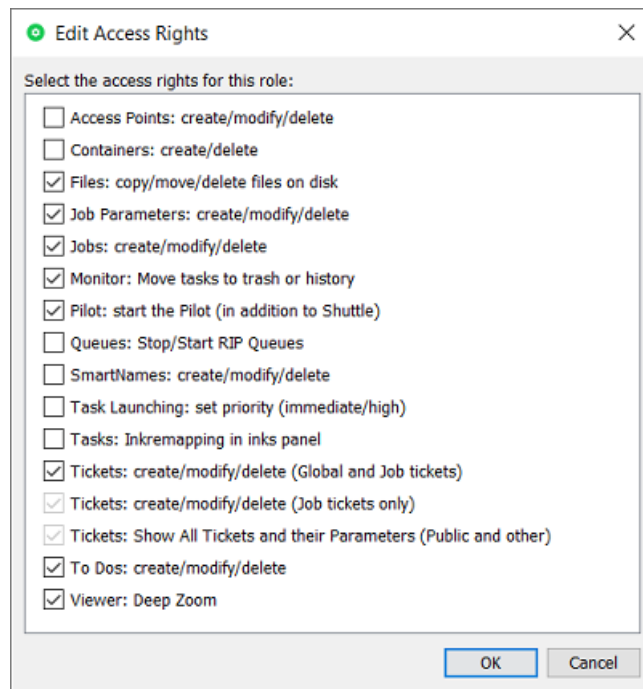 Edit Access Rights
Select the access rights for this role:
Access Points: create/modify/delete
Containers: create/delete
Files: copy/move/delete files on disk
Job Parameters: create/modify/delete
Jobs: create/modify/delete
Monitor: Move tasks to trash or history
Pilot: start the Pilot (in addition to Shuttle)
Queues: Stop/Start RIP Queues
SmartNames: create/modify/delete
Task Launching: set priority (immediate/high)
Tasks: Inkremapping in inks panel
Tickets: create/modify/delete (Global and Job tickets)
Tickets: create/modify/delete (Job tickets only)
Tickets: Show All Tickets and their Parameters (Public and other)
To Dos: create/modify/delete
Viewer: Deep Zoom
OK Cancel